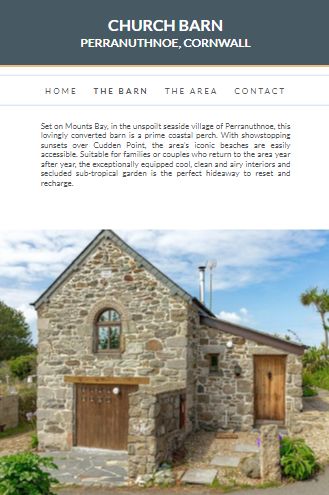 CHURCH BARN
PERRANUTHNOE, CORNWALL
HOME THE BARN THE AREA CONTACT
Set on Mounts Bay, in the unspoilt seaside village of Perranuthnoe, this
lovingly converted barn is a prime coastal perch. With showstopping
sunsets over Cudden Point, the area's iconic beaches are easily
accessible. Suitable for families or couples who return to the area year
after year, the exceptionally equipped cool, clean and airy interiors and
secluded sub-tropical garden is the perfect hideaway to reset and
recharge.